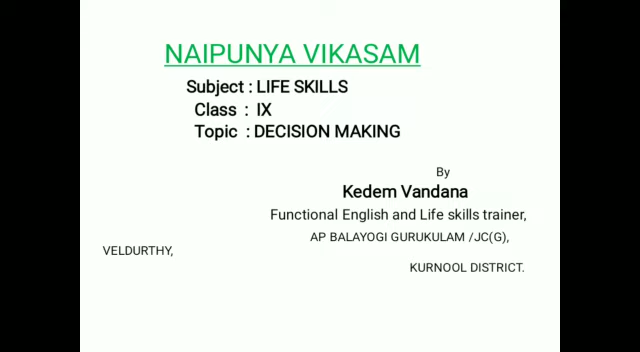 NAIPUNYA VIKASAM
Subject : LIFE SKILLS
Class : IX
Topic : DECISION MAKING
By
Kedem Vandana
Functional English and Life skills trainer,
AP BALAYOGI GURUKULAM /JC(G),
VELDURTHY,
KURNOOL DISTRICT.